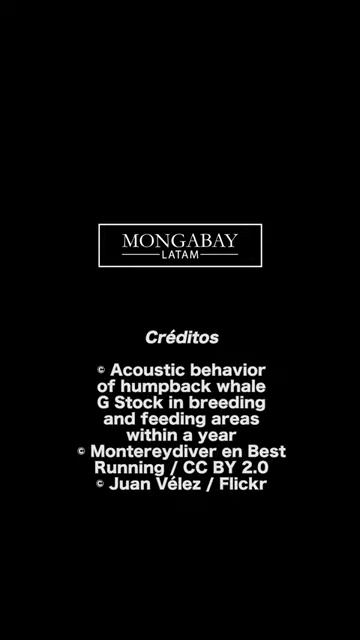 MONGABAY
LATAM
Créditos
© Acoustic behavior
of humpback whale
G Stock in breeding
and feeding areas
within a year
© Montereydiver en Best
Running / CC BY 2.0
© Juan Vélez / Flickr